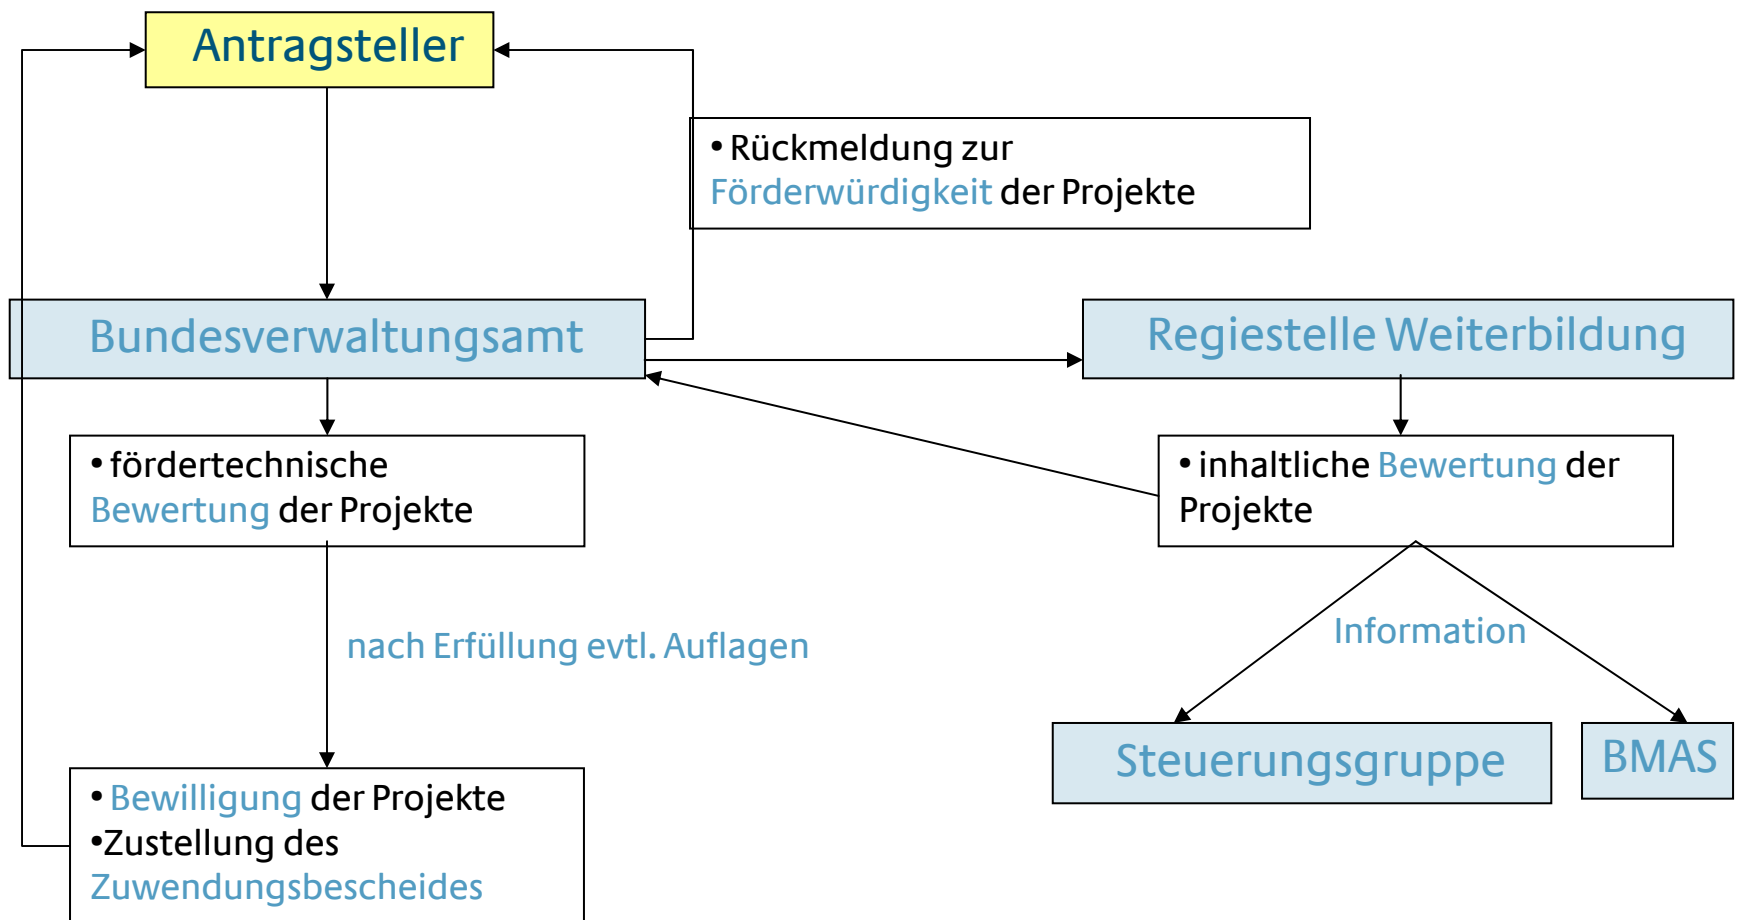 Antragsteller
• Rückmeldung zur
Förderwürdigkeit der Projekte
Bundesverwaltungsamt
Regiestelle Weiterbildung
• fördertechnische
Bewertung der Projekte
• inhaltliche Bewertung der
Projekte
nach Erfüllung evtl. Auflagen
Information
Steuerungsgruppe
BMAS
• Bewilligung der Projekte
•Zustellung des
Zuwendungsbescheides